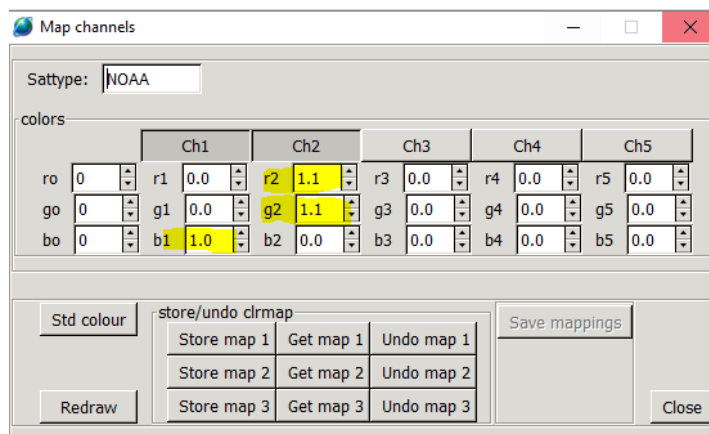 Map channels
Sattype: NOAA
colors
Ch1 Ch2 Ch3 Ch4 Ch5
ro 0 r1 0.0 r2 1.1 r3 0.0 r4 0.0 r5 0.0
go 0 g1 0.0 g2 1.1 g3 0.0 g4 0.0 g5 0.0
bo 0 b1 1.0 b2 0.0 b3 0.0 b4 0.0 b5 0.0
Std colour store/undo clrmap Save mappings
Store map 1 Get map 1 Undo map 1
Store map 2 Get map 2 Undo map 2
Redraw Store map 3 Get map 3 Undo map 3 Close